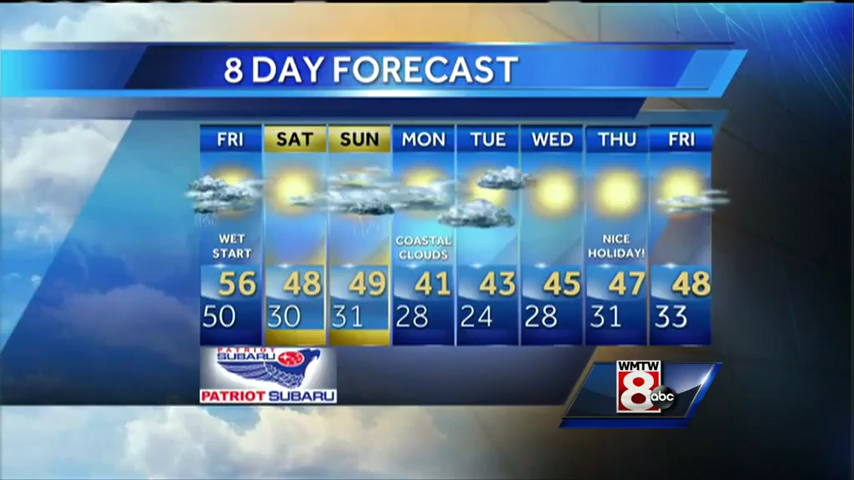 8 DAY FORECAST
FRI SAT SUN MON TUE WED THU FRI
WET START
COASTAL CLOUDS
NICE HOLIDAY!
56 48 49 41 43 45 47 48
50 30 31 28 24 28 31 33
PATRIOT
SUBARU
PATRIOT SUBARU
WMTW
8
abc